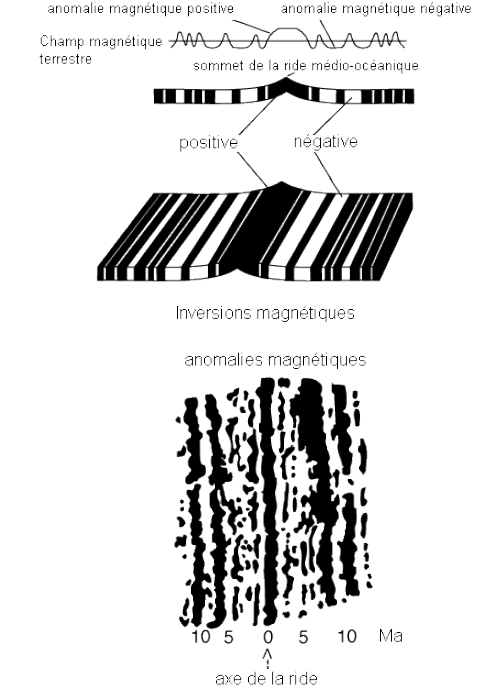 anomalie magnétique positive
anomalie magnétique négative
Champ magnétique
terrestre
sommet de la ride médio-océanique
positive
négative
Inversions magnétiques
anomalies magnétiques
10 5 0 5 10 Ma
axe de la ride